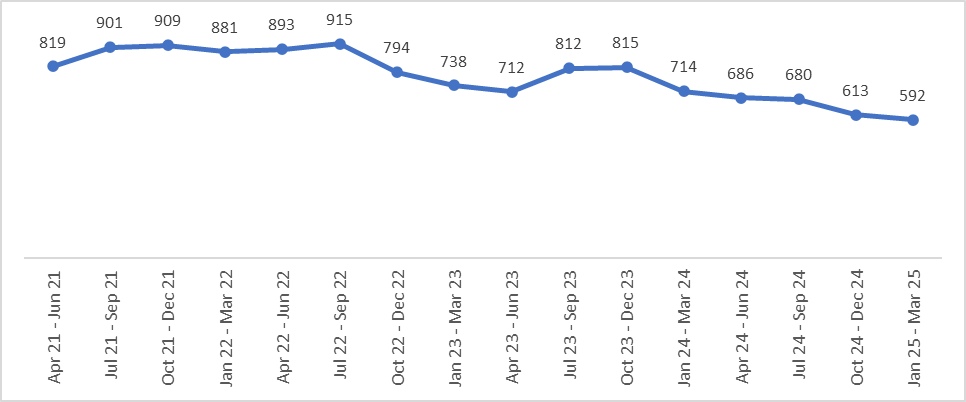 819
901
909
881
893
915
794
738
712
812
815
714
686
680
613
592
Apr 21 - Jun 21
Jul 21 - Sep 21
Oct 21 - Dec 21
Jan 22 - Mar 22
Apr 22 - Jun 22
Jul 22 - Sep 22
Oct 22 - Dec 22
Jan 23 - Mar 23
Apr 23 - Jun 23
Jul 23 - Sep 23
Oct 23 - Dec 23
Jan 24 - Mar 24
Apr 24 - Jun 24
Jul 24 - Sep 24
Oct 24 - Dec 24
Jan 25 - Mar 25